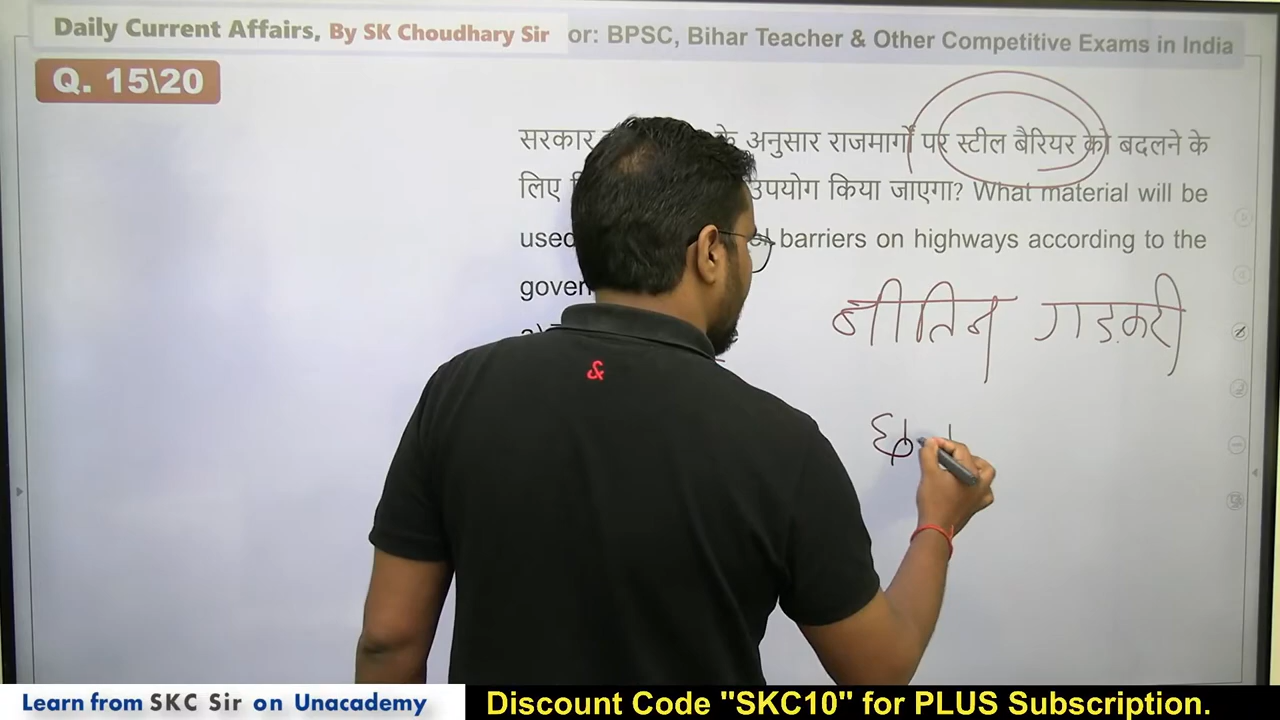 Daily Current Affairs, By SK Choudhary Sir
or: BPSC, Bihar Teacher & Other Competitive Exams in India
Q. 15\20
सरकार के अनुसार राजमार्गों पर स्टील बैरियर को बदलने के
लिए उपयोग किया जाएगा? What material will be
used barriers on highways according to the
gover
नीतिन गडकरी
&
Learn from SKC Sir on Unacademy
Discount Code "SKC10" for PLUS Subscription.